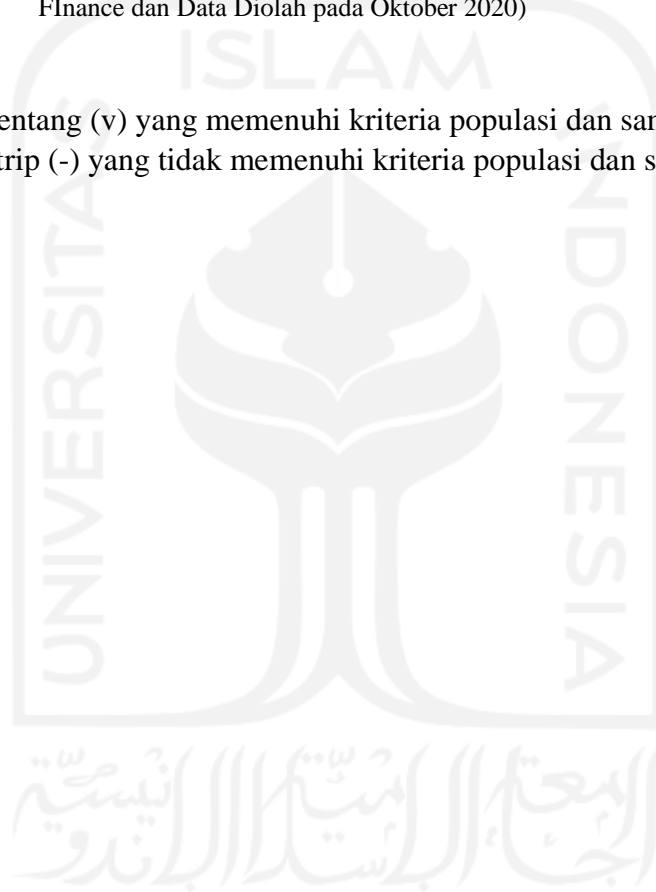 FInance dan Data Diolah pada Oktober 2020)
ISLAM
entang (v) yang memenuhi kriteria populasi dan sam
trip (-) yang tidak memenuhi kriteria populasi dan s
UNIVERSITAS
INDONESIA